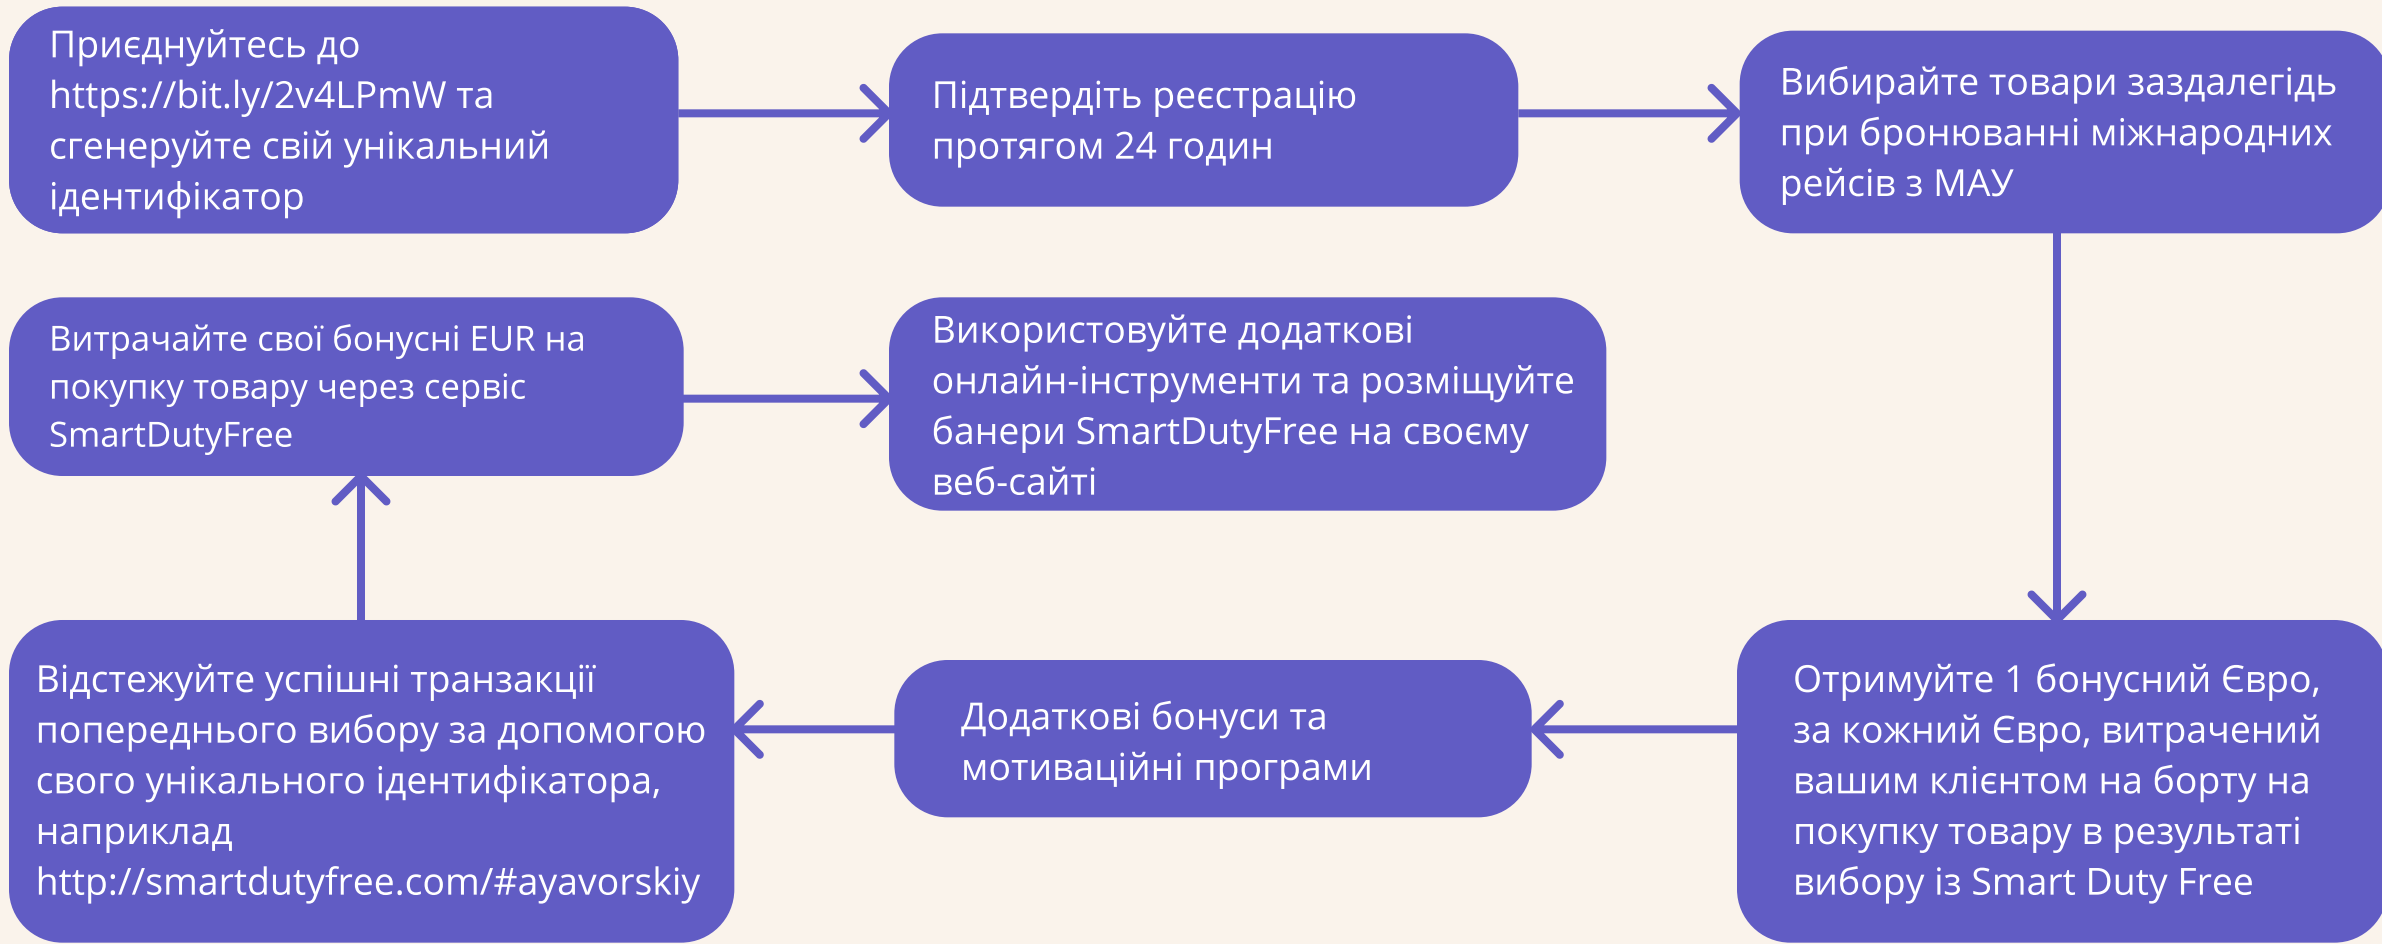 Приєднуйтесь до
https://bit.ly/2v4LPmW та
сгенеруйте свій унікальний
ідентифікатор
Підтвердіть реєстрацію
протягом 24 годин
Вибирайте товари заздалегідь
при бронюванні міжнародних
рейсів з МАУ
Отримуйте 1 бонусний Євро,
за кожний Євро, витрачений
вашим клієнтом на борту на
покупку товару в результаті
вибору із Smart Duty Free
Додаткові бонуси та
мотиваційні програми
Відстежуйте успішні транзакції
попереднього вибору за допомогою
свого унікального ідентифікатора,
наприклад
http://smartdutyfree.com/#ayavorskiy
Витрачайте свої бонусні EUR на
покупку товару через сервіс
SmartDutyFree
Використовуйте додаткові
онлайн-інструменти та розміщуйте
банери SmartDutyFree на своєму
веб-сайті